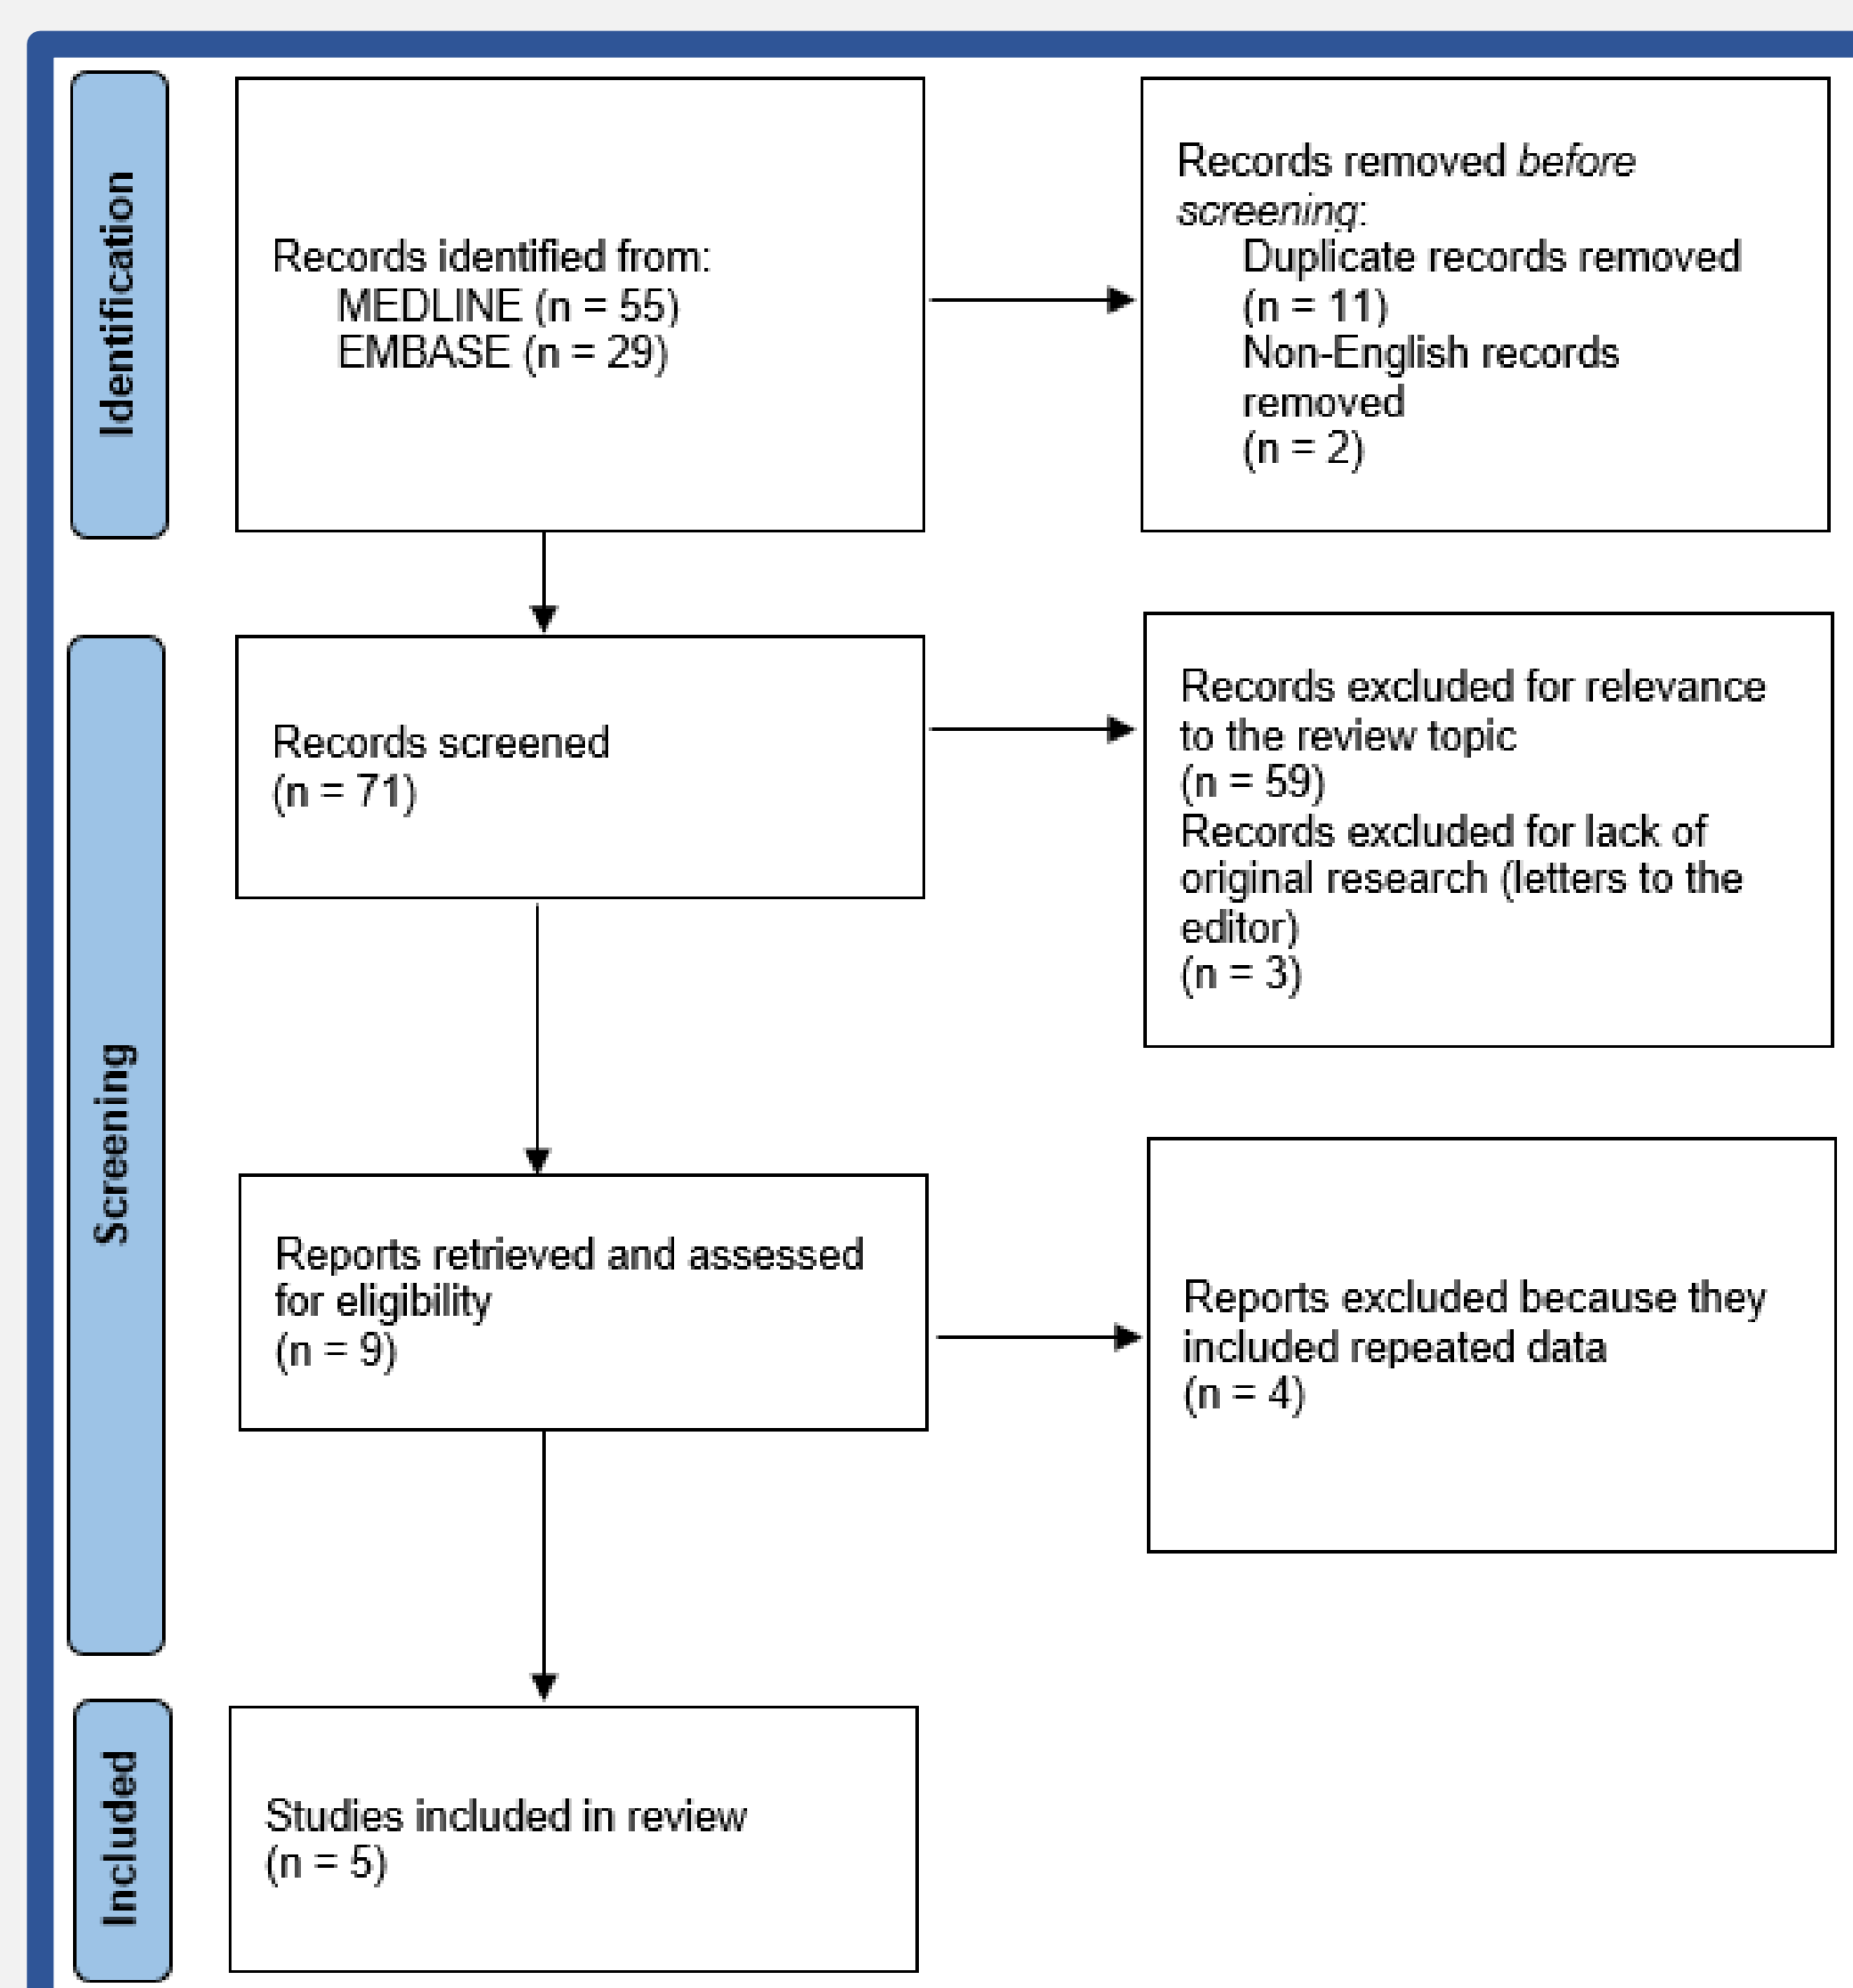 Identification
Records identified from:
MEDLINE (n = 55)
EMBASE (n = 29)
Records removed before
screening:
Duplicate records removed
(n = 11)
Non-English records
removed
(n = 2)
Screening
Records screened
(n = 71)
Records excluded for relevance
to the review topic
(n = 59)
Records excluded for lack of
original research (letters to the
editor)
(n = 3)
Reports retrieved and assessed
for eligibility
(n = 9)
Reports excluded because they
included repeated data
(n = 4)
Included
Studies included in review
(n = 5)